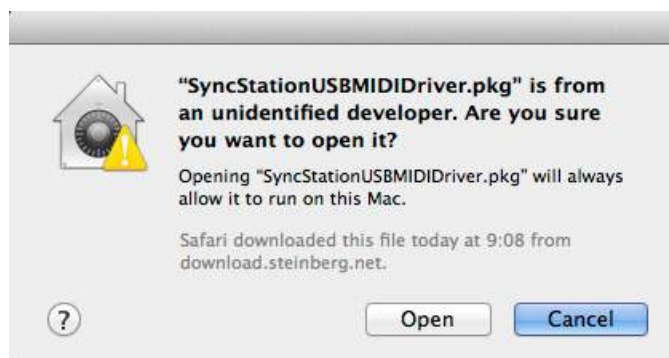 “SyncStationUSBMIDIDriver.pkg” is from
an unidentified developer. Are you sure
you want to open it?
Opening “SyncStationUSBMIDIDriver.pkg” will always
allow it to run on this Mac.
Safari downloaded this file today at 9:08 from
download.steinberg.net.
?
Open
Cancel